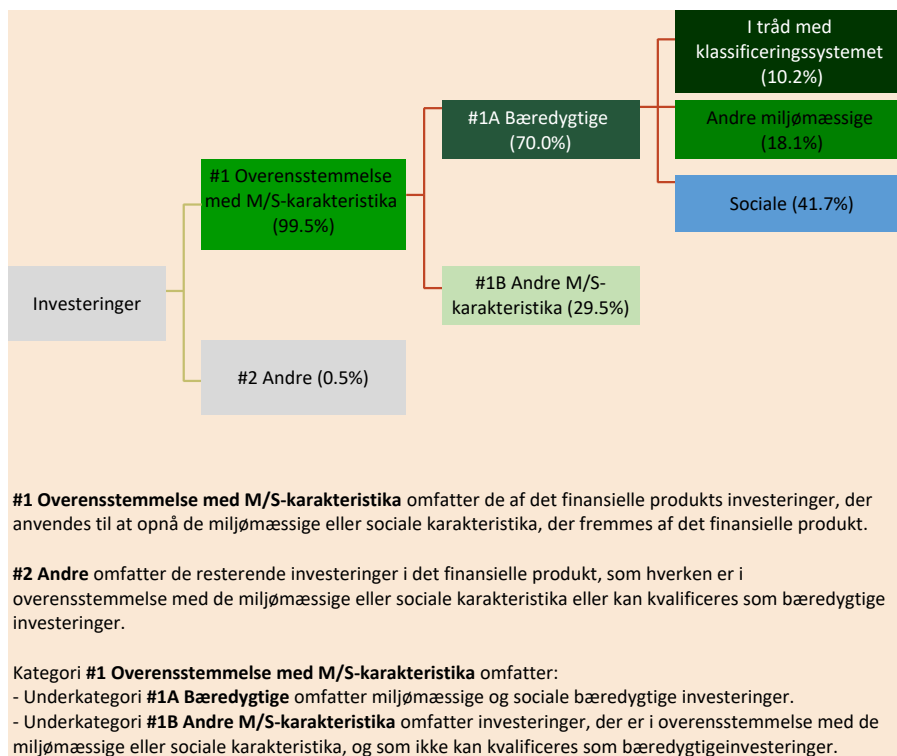 I tråd med
klassificeringssystemet
(10.2%)
#1A Bæredygtige
(70.0%)
Andre miljømæssige
(18.1%)
#1 Overensstemmelse
med M/S-karakteristika
(99.5%)
Sociale (41.7%)
Investeringer
#1B Andre M/S-
karakteristika (29.5%)
#2 Andre (0.5%)
#1 Overensstemmelse med M/S-karakteristika omfatter de af det finansielle produkts investeringer, der
anvendes til at opnå de miljømæssige eller sociale karakteristika, der fremmes af det finansielle produkt.
#2 Andre omfatter de resterende investeringer i det finansielle produkt, som hverken er i
overensstemmelse med de miljømæssige eller sociale karakteristika eller kan kvalificeres som bæredygtige
investeringer.
Kategori #1 Overensstemmelse med M/S-karakteristika omfatter:
- Underkategori #1A Bæredygtige omfatter miljømæssige og sociale bæredygtige investeringer.
- Underkategori #1B Andre M/S-karakteristika omfatter investeringer, der er i overensstemmelse med de
miljømæssige eller sociale karakteristika, og som ikke kan kvalificeres som bæredygtigeinvesteringer.